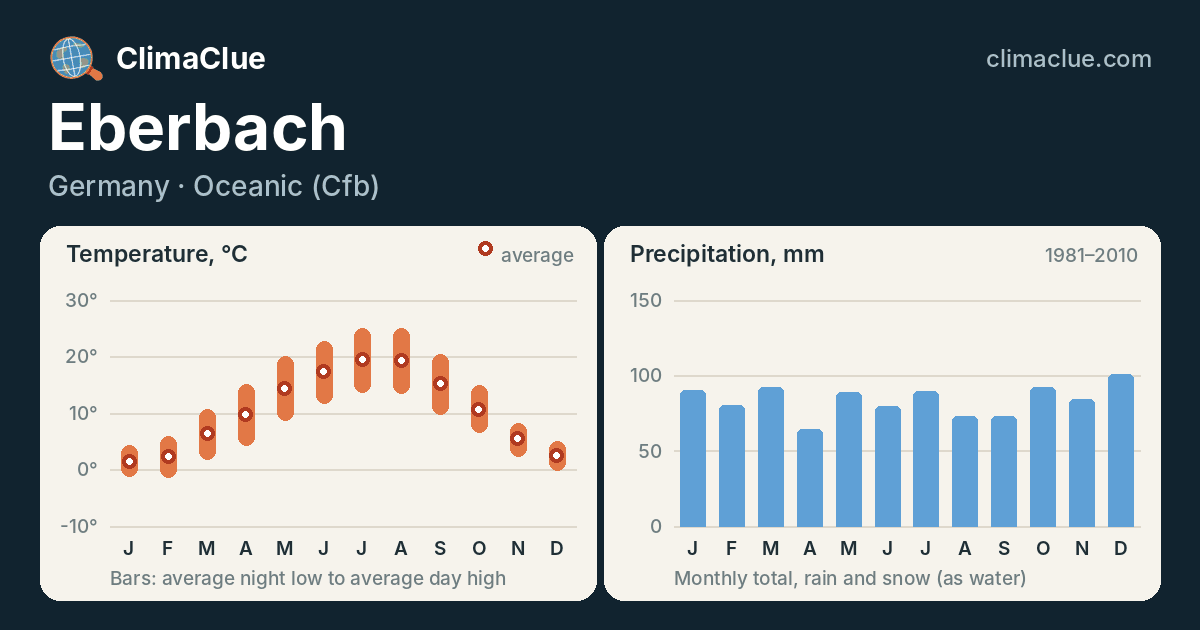 ClimaClue
climaclue.com
Eberbach
Germany · Oceanic (Cfb)
Temperature, °C
average
30°
20°
10°
0°
-10°
J F M A M J J A S O N D
Bars: average night low to average day high
Precipitation, mm
1981–2010
150
100
50
0
J F M A M J J A S O N D
Monthly total, rain and snow (as water)